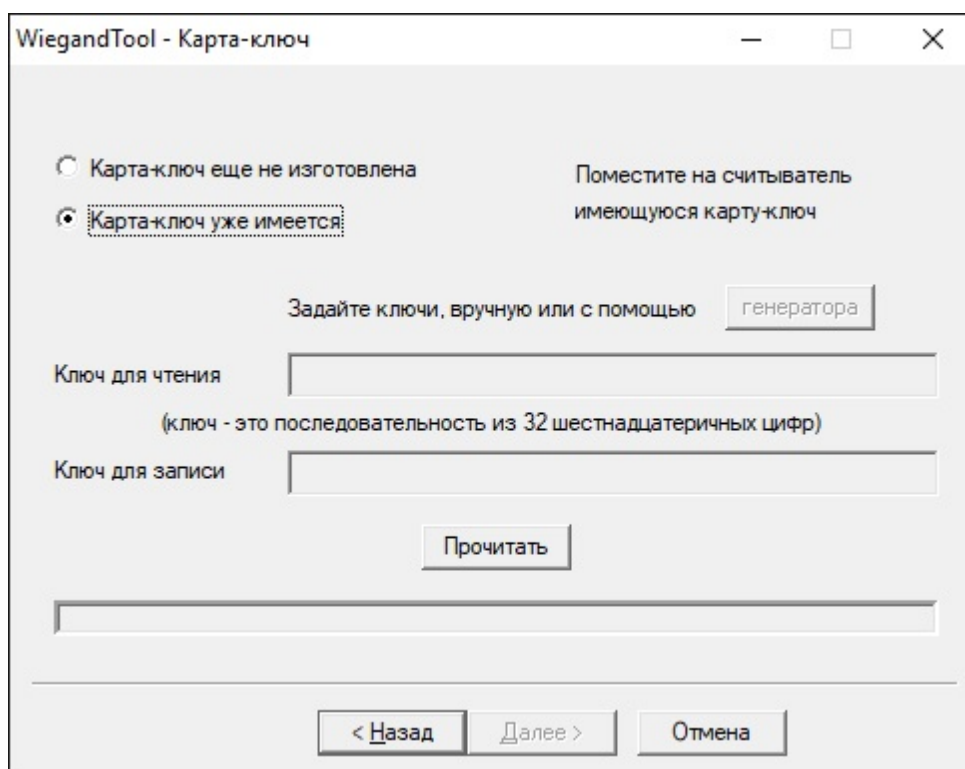 WiegandTool - Карта-ключ
Карта-ключ еще не изготовлена
Карта-ключ уже имеется
Поместите на считыватель
имеющуюся карту-ключ
Задайте ключи, вручную или с помощью генератора
Ключ для чтения
(ключ - это последовательность из 32 шестнадцатеричных цифр)
Ключ для записи
Прочитать
< Назад Далее > Отмена